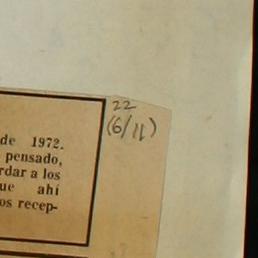 22
(6/11)
de 1972.
pensado,
rdar a los
ue ahí
os recep-